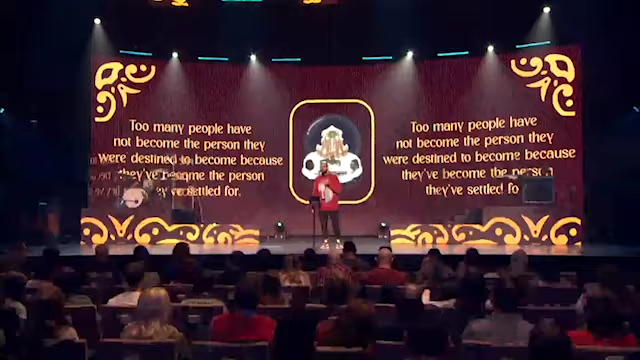 Too many people have
not become the person they
were destined to become because
they've become the person
they've settled for.
Too many people have
not become the person they
were destined to become because
they've become the person
they've settled fo